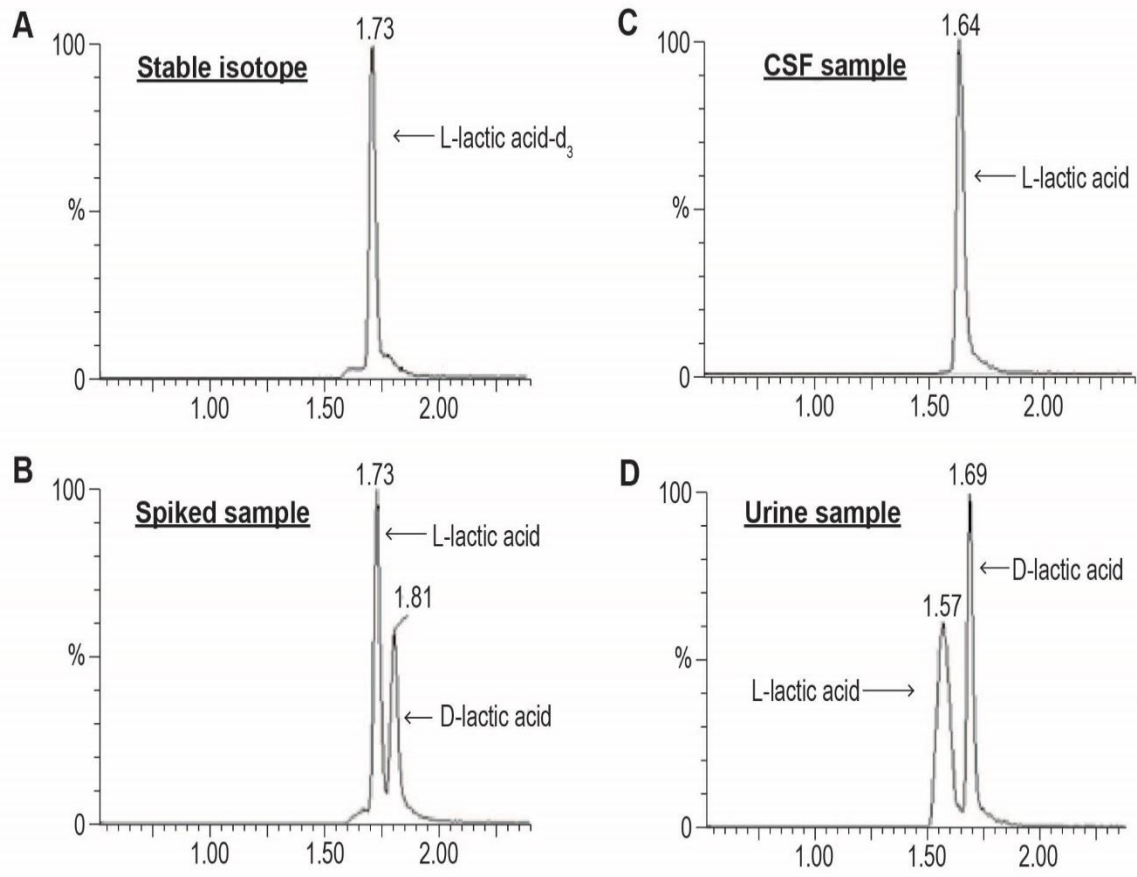 A
1.73
100
Stable isotope
L-lactic acid-d3
%
0
1.00 1.50 2.00
C
1.64
100
CSF sample
L-lactic acid
%
0
1.00 1.50 2.00
B
1.73
100
Spiked sample
L-lactic acid
1.81
%
D-lactic acid
0
1.00 1.50 2.00
D
1.69
100
Urine sample
D-lactic acid
1.57
%
L-lactic acid
0
1.00 1.50 2.00